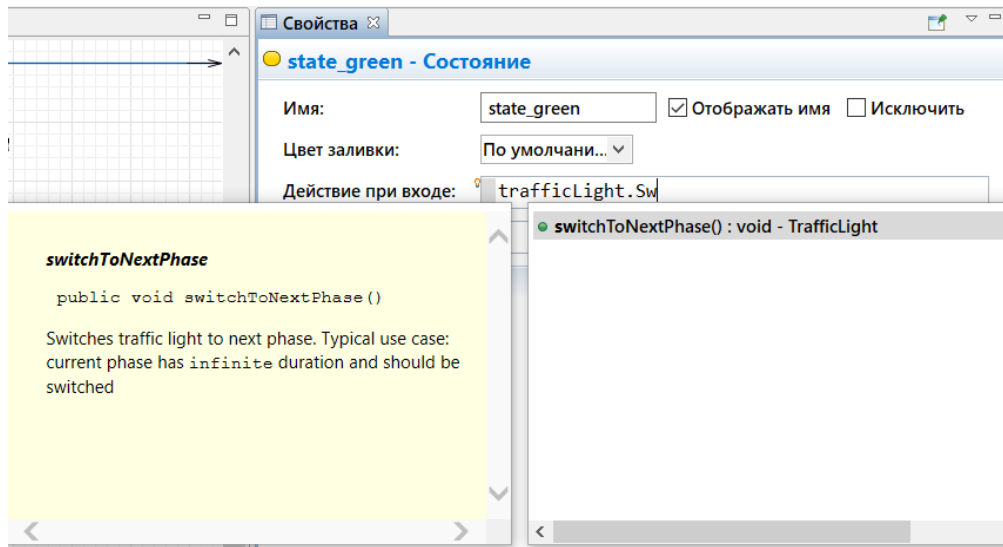 Свойства
state_green - Состояние
Имя:
state_green
Отображать имя
Исключить
Цвет заливки:
По умолчани...
Действие при входе:
trafficLight.Sw
switchToNextPhase
public void switchToNextPhase()
Switches traffic light to next phase. Typical use case:
current phase has infinite duration and should be
switched
switchToNextPhase() : void - TrafficLight